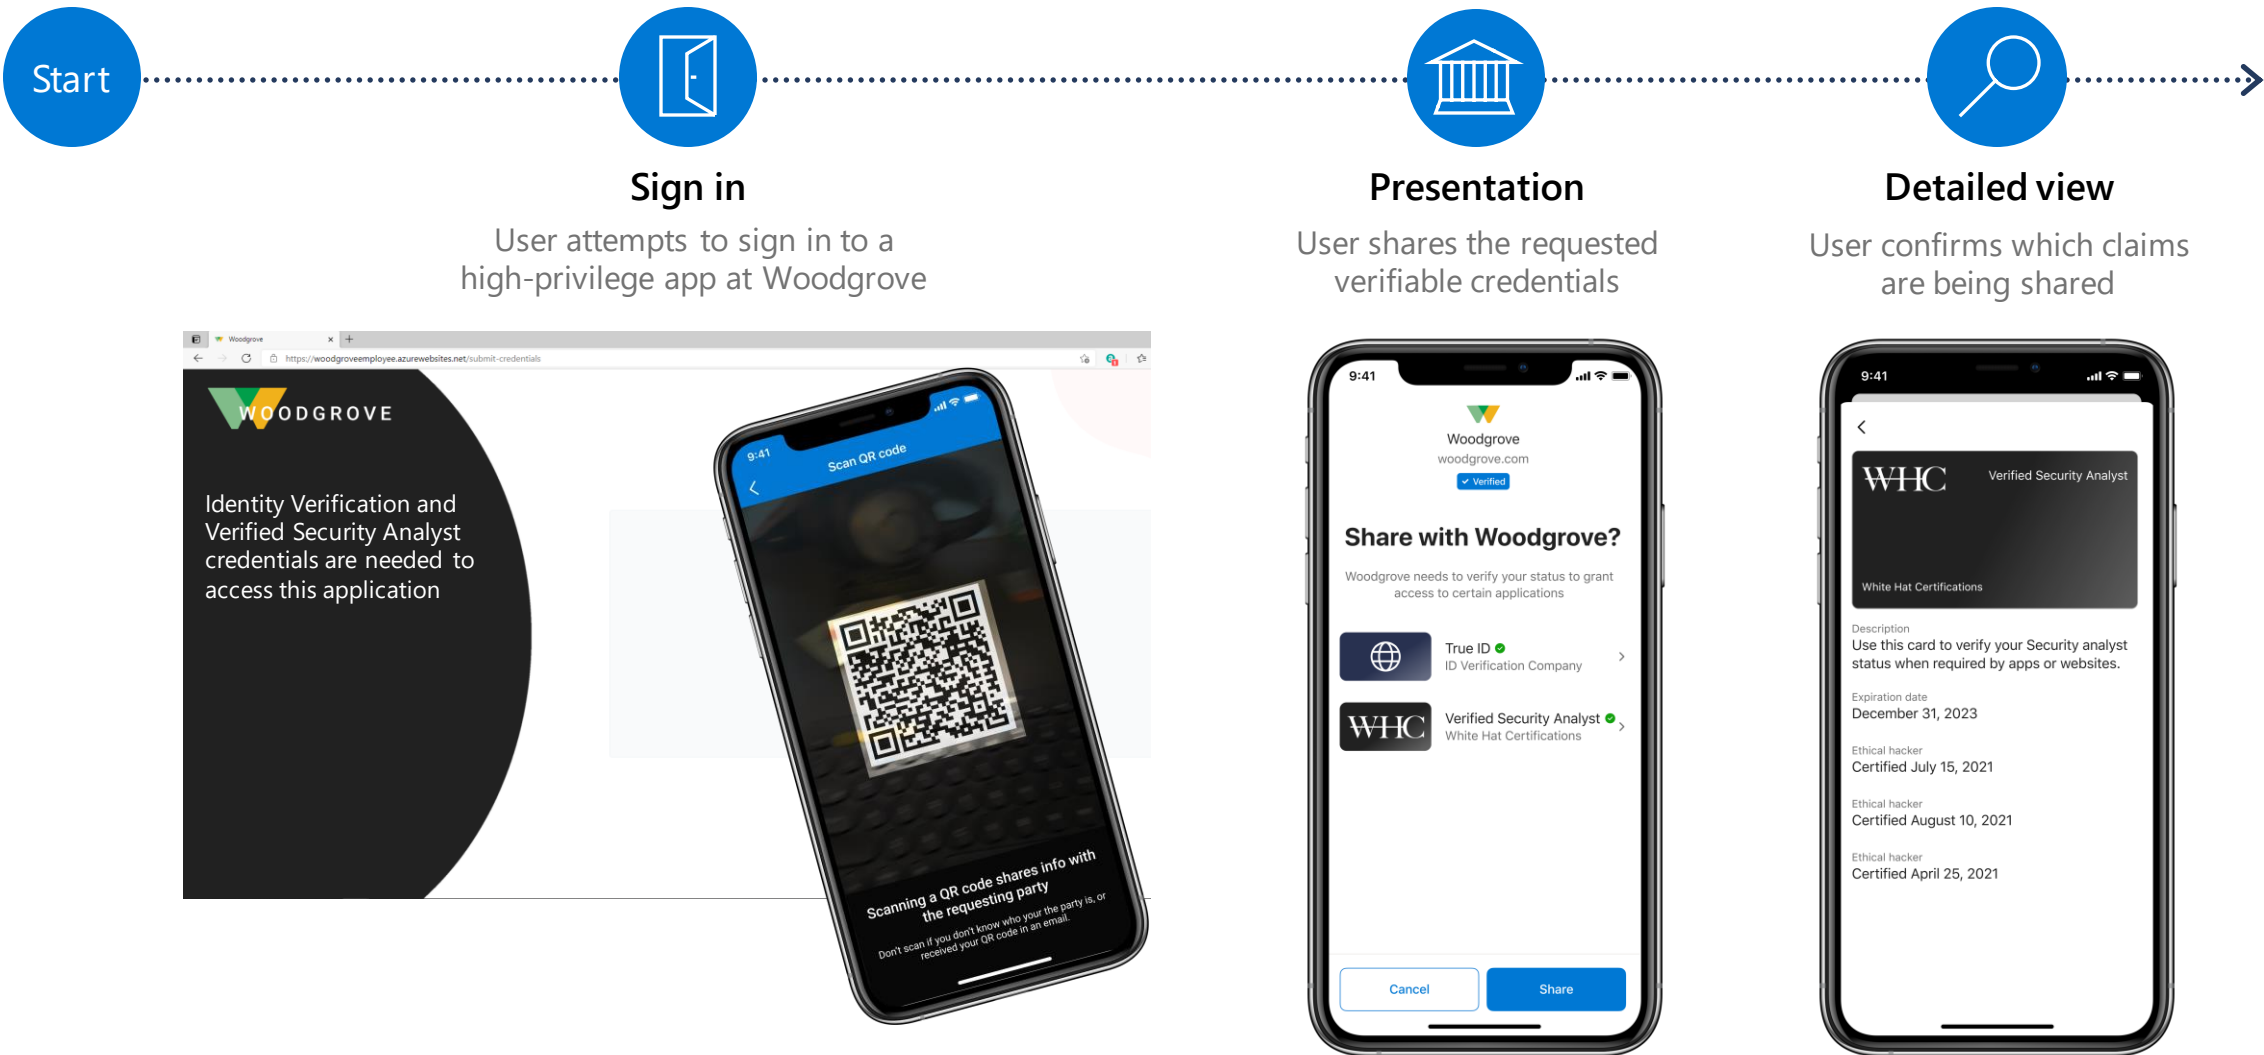 Start
Sign in
User attempts to sign in to a
high-privilege app at Woodgrove
Woodgrove
https://woodgroveemployee.azurewebsites.net/submit-credentials
WOODGROVE
Identity Verification and
Verified Security Analyst
credentials are needed to
access this application
9:41
Scan QR code
Scanning a QR code shares info with
the requesting party
Don't scan if you don't know who your the party is, or
received your QR code in an email.
Presentation
User shares the requested
verifiable credentials
9:41
Woodgrove
woodgrove.com
Verified
Share with Woodgrove?
Woodgrove needs to verify your status to grant
access to certain applications
True ID
ID Verification Company
WHC
Verified Security Analyst
White Hat Certifications
Cancel
Share
Detailed view
User confirms which claims
are being shared
9:41
WHC
Verified Security Analyst
White Hat Certifications
Description
Use this card to verify your Security analyst
status when required by apps or websites.
Expiration date
December 31, 2023
Ethical hacker
Certified July 15, 2021
Ethical hacker
Certified August 10, 2021
Ethical hacker
Certified April 25, 2021